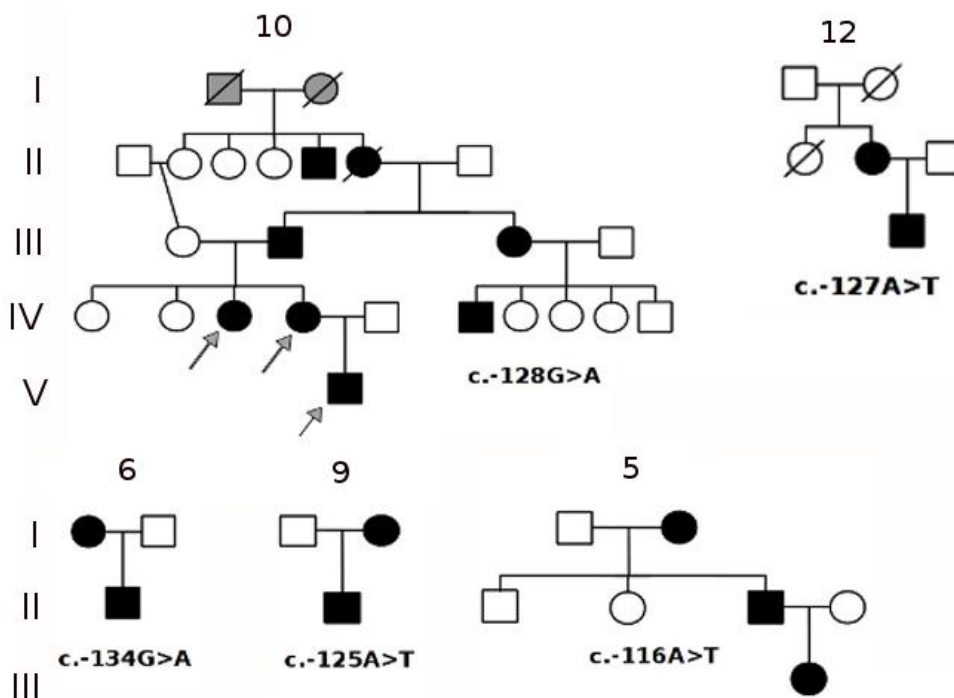 10
12
I
II
III
IV
V
c.-127A>T
c.-128G>A
6
9
5
I
II
III
c.-134G>A
c.-125A>T
c.-116A>T